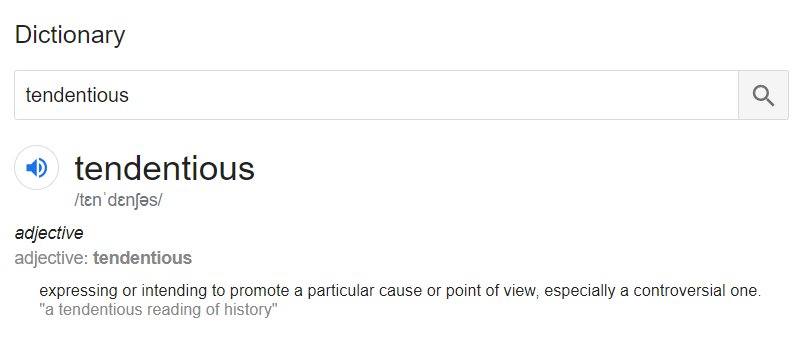 Dictionary
tendentious
tendentious
/tɛnˈdɛnʃəs/
adjective
adjective: tendentious
expressing or intending to promote a particular cause or point of view, especially a controversial one.
"a tendentious reading of history"